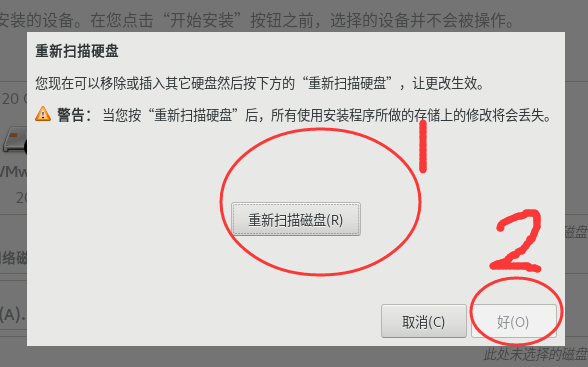 安装的设备。在您点击“开始安装”按钮之前，选择的设备并不会被操作。
重新扫描硬盘
您现在可以移除或插入其它硬盘然后按下方的“重新扫描硬盘”，让更改生效。
20 G
警告： 当您按“重新扫描硬盘”后，所有使用安装程序所做的存储上的修改将会丢失。
1
VMw
20
重新扫描磁盘(R)
2
磁盘
网络磁
(A)..
取消(C)
好(O)
此处未选择的磁盘